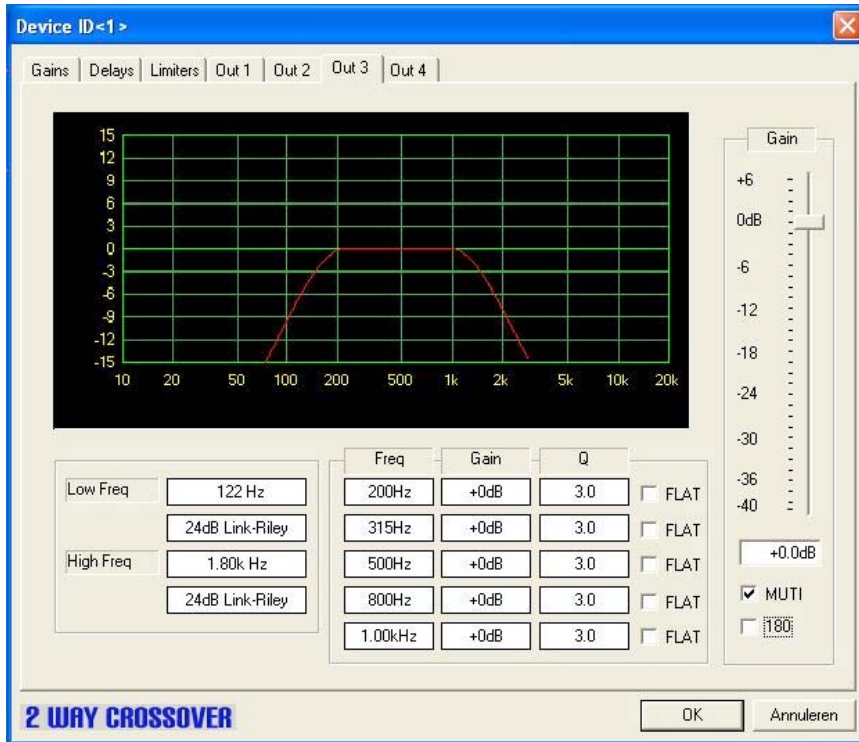 Device ID<1>
Gains Delays Limiters Out 1 Out 2 Out 3 Out 4
15
12
9
6
3
0
-3
-6
-9
-12
-15
10 20 50 100 200 500 1k 2k 5k 10k 20k
Gain
+6
0dB
-6
-12
-18
-24
-30
-36
-40
+0.0dB
MUTI
180
Low Freq 122 Hz
24dB Link-Riley
High Freq 1.80k Hz
24dB Link-Riley
Freq Gain Q
200Hz +0dB 3.0 FLAT
315Hz +0dB 3.0 FLAT
500Hz +0dB 3.0 FLAT
800Hz +0dB 3.0 FLAT
1.00kHz +0dB 3.0 FLAT
2 WAY CROSSOVER
OK Annuleren